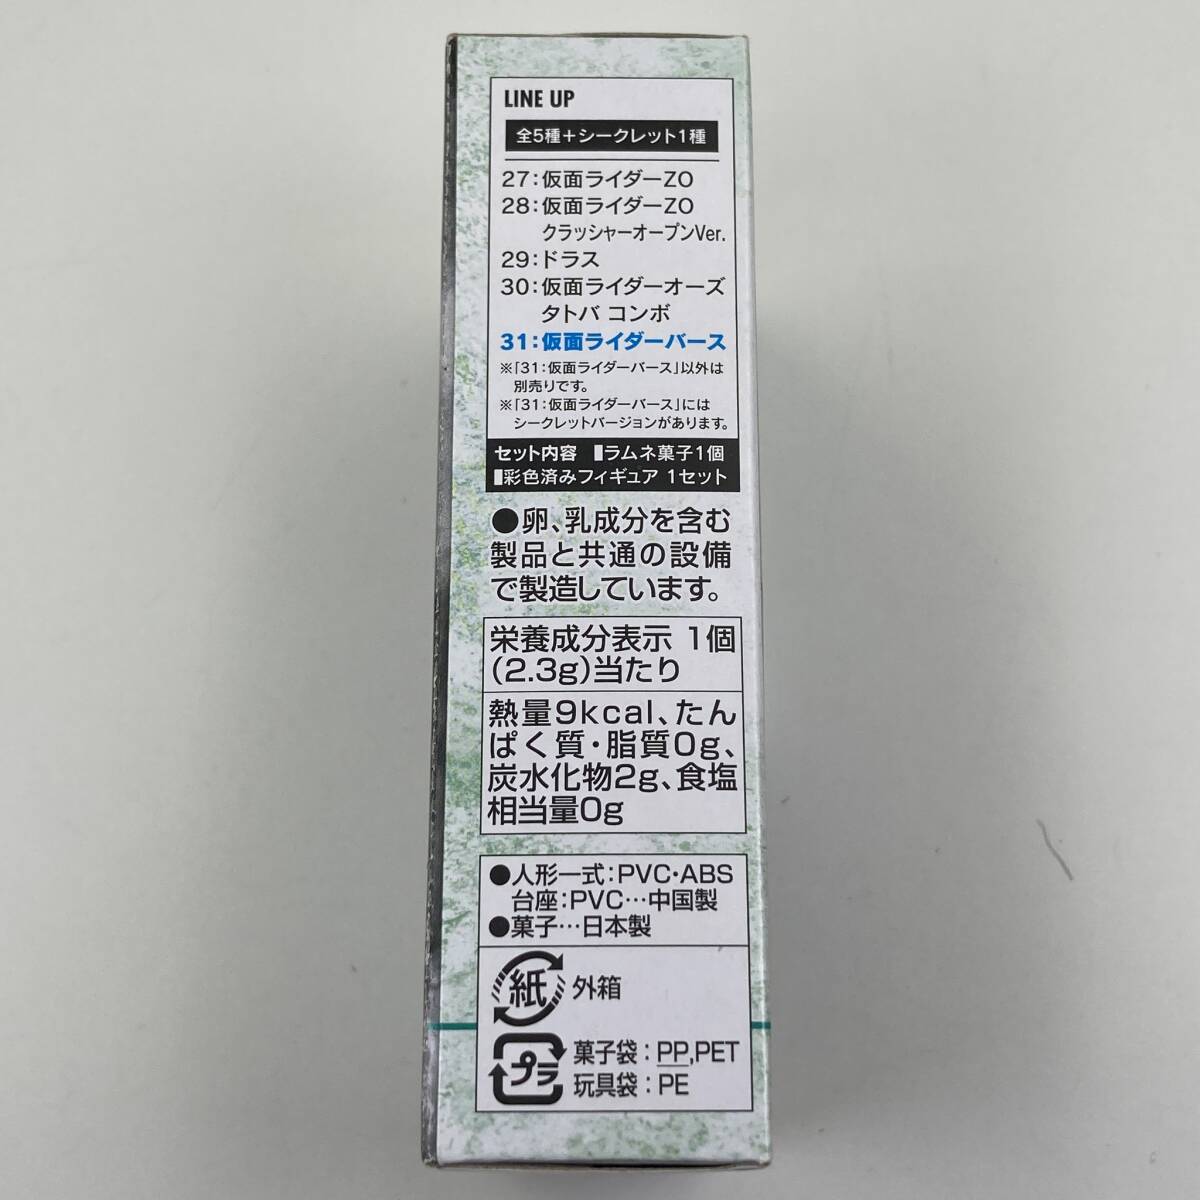 LINE UP
全5種＋シークレット1種
27：仮面ライダーZO
28：仮面ライダーZO
クラッシャーオープンVer.
29：ドラス
30：仮面ライダーオーズ
タトバ コンボ
31：仮面ライダーバース
※「31：仮面ライダーバース」以外は
別売りです。
※「31：仮面ライダーバース」には
シークレットバージョンがあります。
セット内容 ▮ラムネ菓子1個
▮彩色済みフィギュア 1セット
●卵、乳成分を含む
製品と共通の設備
で製造しています。
栄養成分表示 1個
(2.3g)当たり
熱量9kcal、たん
ぱく質・脂質0g、
炭水化物2g、食塩
相当量0g
●人形一式：PVC・ABS
台座：PVC…中国製
●菓子…日本製
紙 外箱
プラ 菓子袋：PP,PET
玩具袋：PE